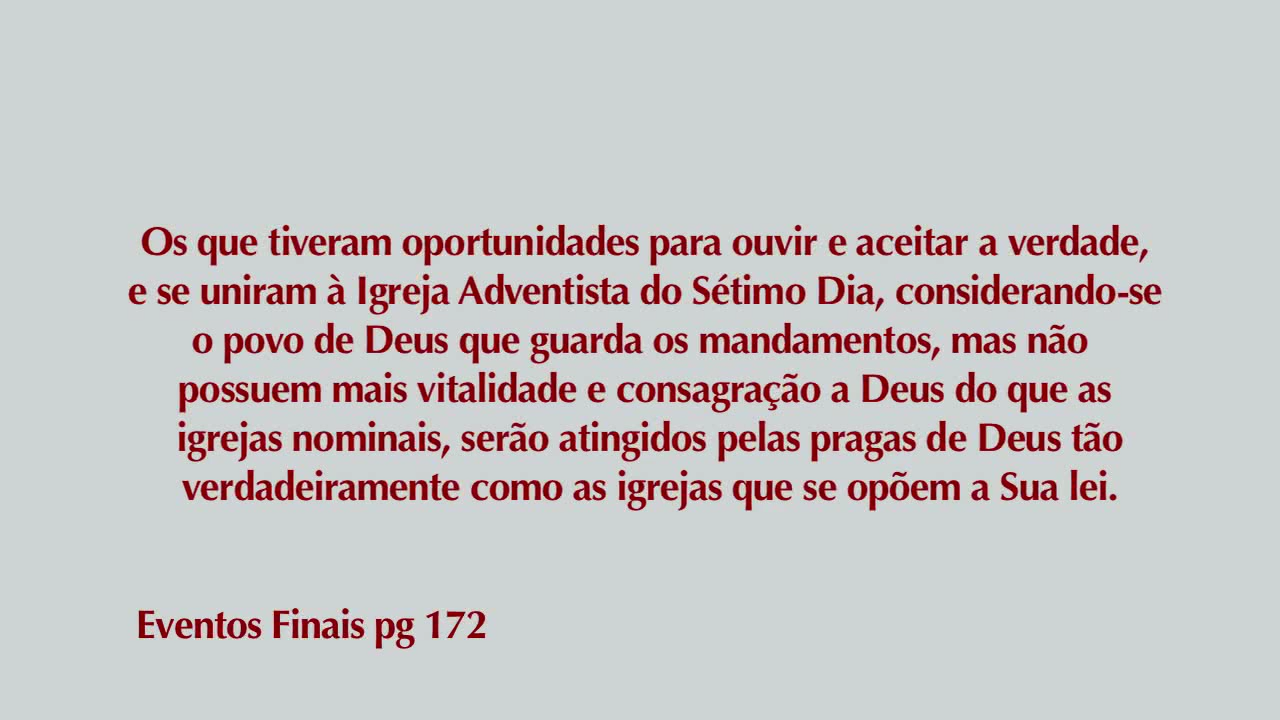 Os que tiveram oportunidades para ouvir e aceitar a verdade,
e se uniram à Igreja Adventista do Sétimo Dia, considerando-se
o povo de Deus que guarda os mandamentos, mas não
possuem mais vitalidade e consagração a Deus do que as
igrejas nominais, serão atingidos pelas pragas de Deus tão
verdadeiramente como as igrejas que se opõem a Sua lei.
Eventos Finais pg 172